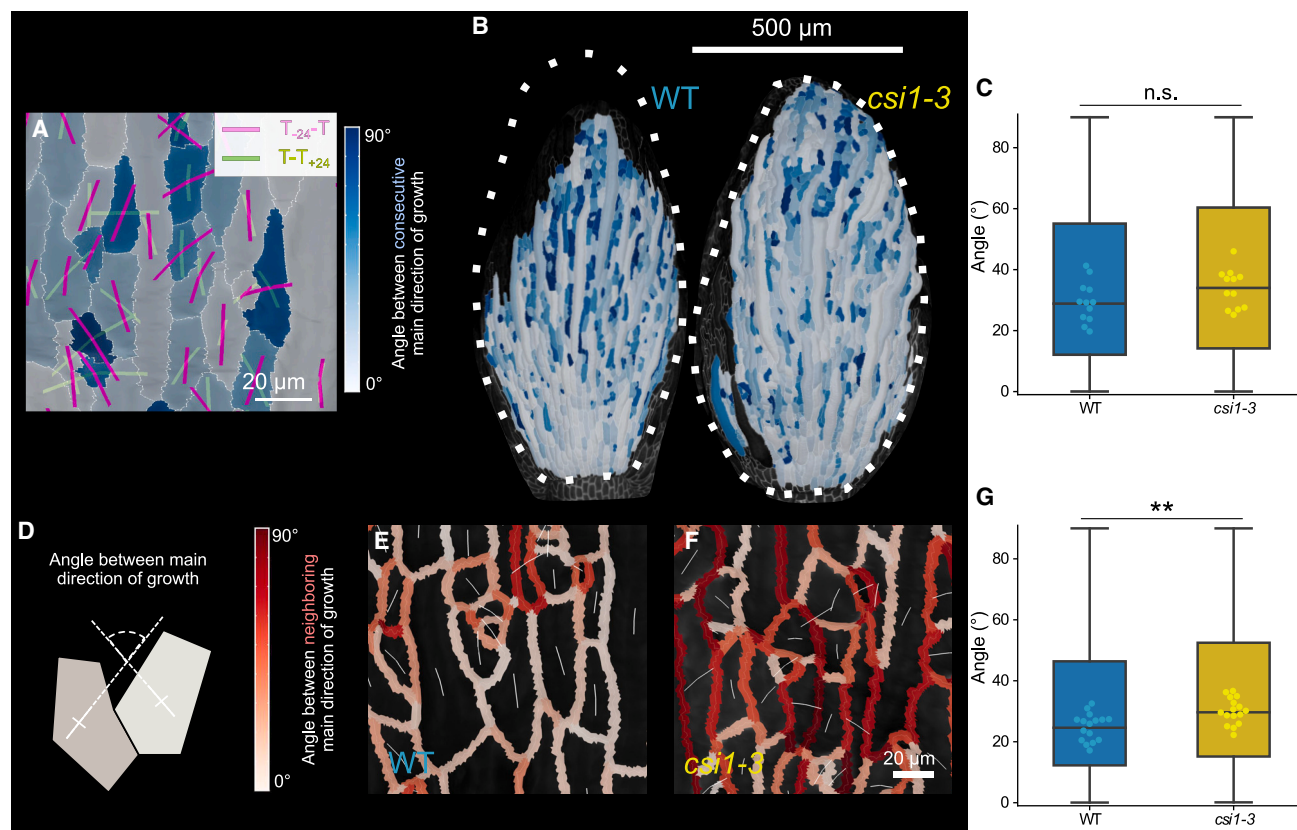 A
T₋₂₄-T
T-T₊₂₄
20 µm
90°
0°
Angle between consecutive
main direction of growth
B
500 µm
WT
csi1-3
C
n.s.
Angle (°)
80
60
40
20
0
WT
csi1-3
D
Angle between main
direction of growth
90°
0°
Angle between neighboring
main direction of growth
E
WT
F
csi1-3
20 µm
G
**
Angle (°)
80
60
40
20
0
WT
csi1-3